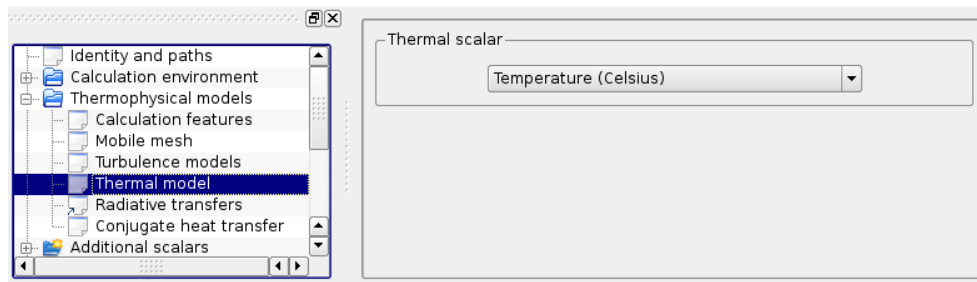 Identity and paths
Calculation environment
Thermophysical models
Calculation features
Mobile mesh
Turbulence models
Thermal model
Radiative transfers
Conjugate heat transfer
Additional scalars
Thermal scalar
Temperature (Celsius)